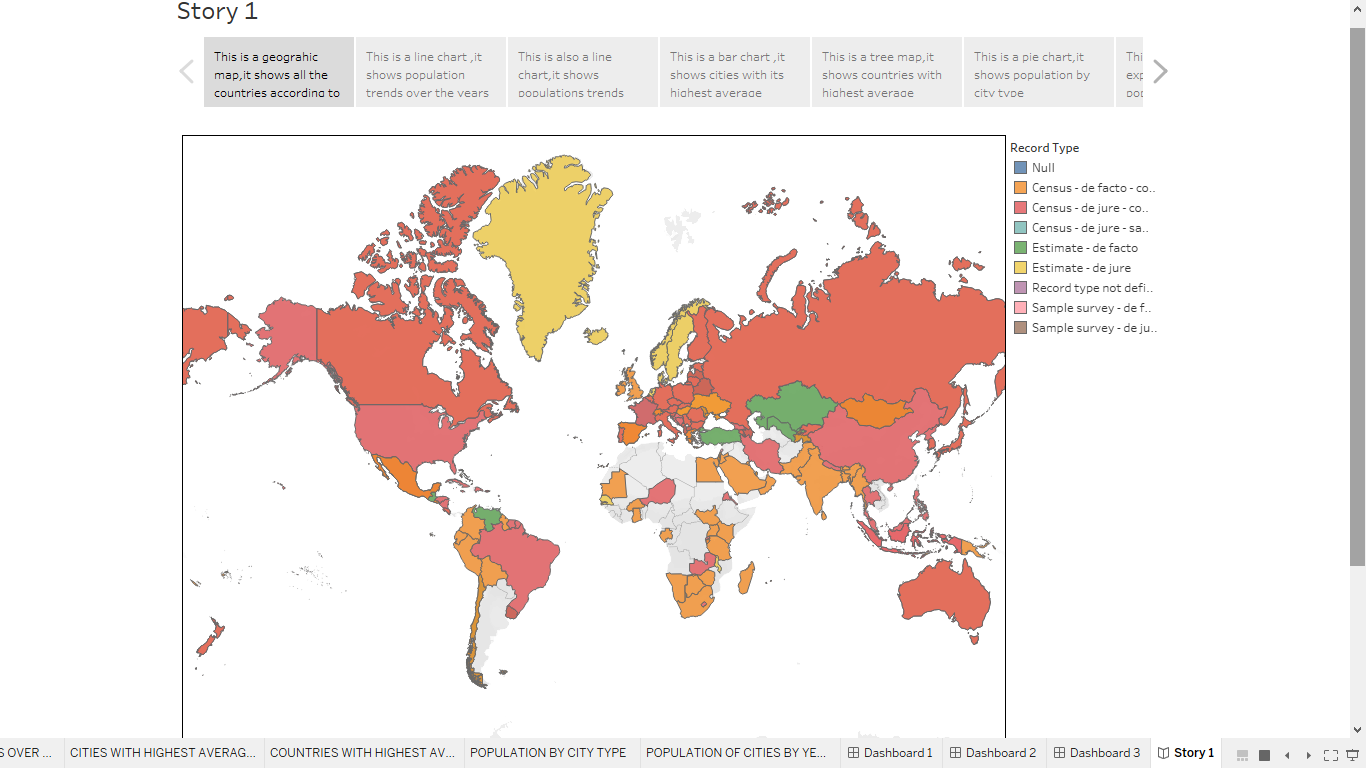 Story 1
This is a geograhic
map,it shows all the
countries according to
This is a line chart ,it
shows population
trends over the years
This is also a line
chart,it shows
populations trends
This is a bar chart ,it
shows cities with its
highest average
This is a tree map,it
shows countries with
highest average
This is a pie chart,it
shows population by
city type
Record Type
Null
Census - de facto - co..
Census - de jure - co..
Census - de jure - sa..
Estimate - de facto
Estimate - de jure
Record type not defi..
Sample survey - de f..
Sample survey - de ju..
S OVER ...
CITIES WITH HIGHEST AVERAG...
COUNTRIES WITH HIGHEST AV...
POPULATION BY CITY TYPE
POPULATION OF CITIES BY YE...
Dashboard 1
Dashboard 2
Dashboard 3
Story 1